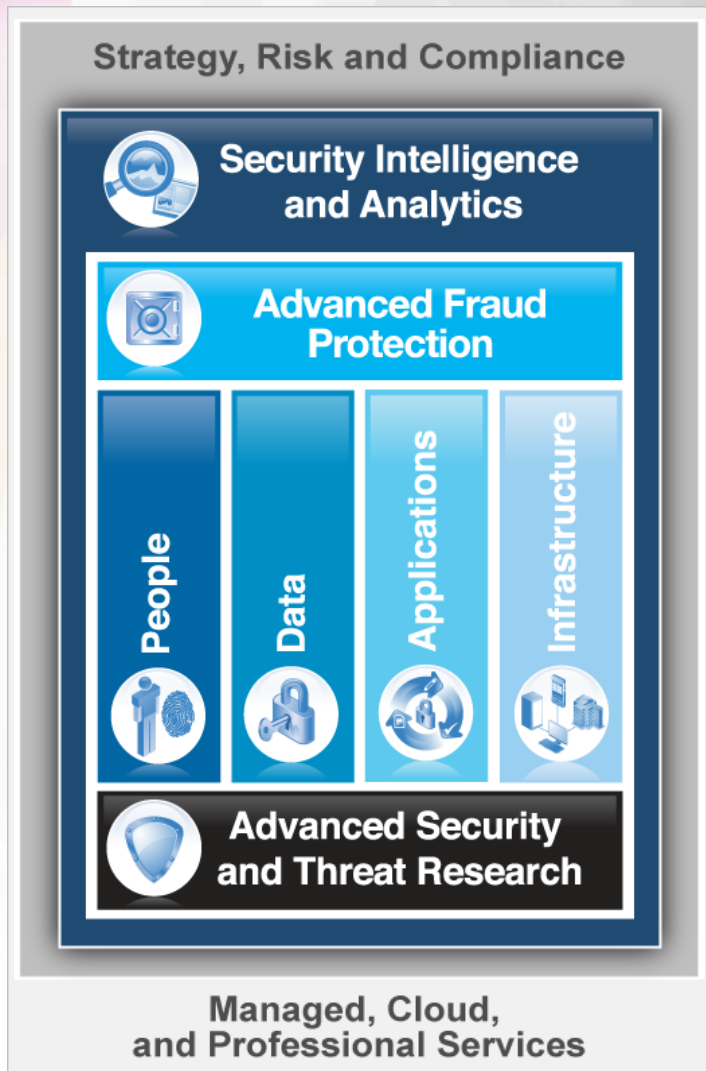 Strategy, Risk and Compliance
Security Intelligence
and Analytics
Advanced Fraud
Protection
People
Data
Applications
Infrastructure
Advanced Security
and Threat Research
Managed, Cloud,
and Professional Services